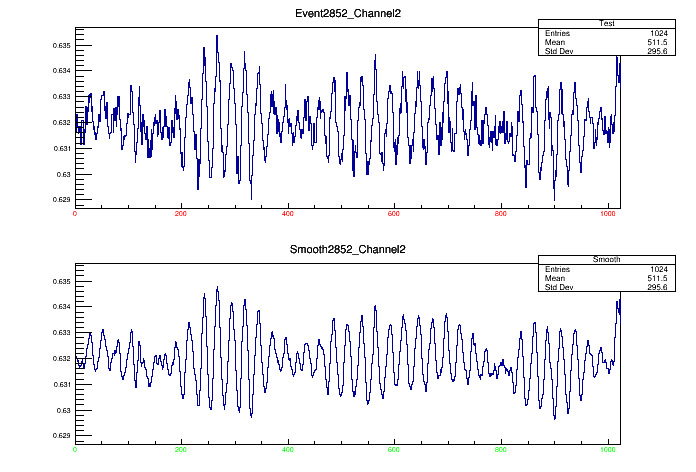 Event2852_Channel2
Test
Entries 1024
Mean 511.5
Std Dev 295.6
0.635
0.634
0.633
0.632
0.631
0.63
0.629
0 200 400 600 800 1000
Smooth2852_Channel2
Smooth
Entries 1024
Mean 511.5
Std Dev 295.6
0.635
0.634
0.633
0.632
0.631
0.63
0.629
0 200 400 600 800 1000